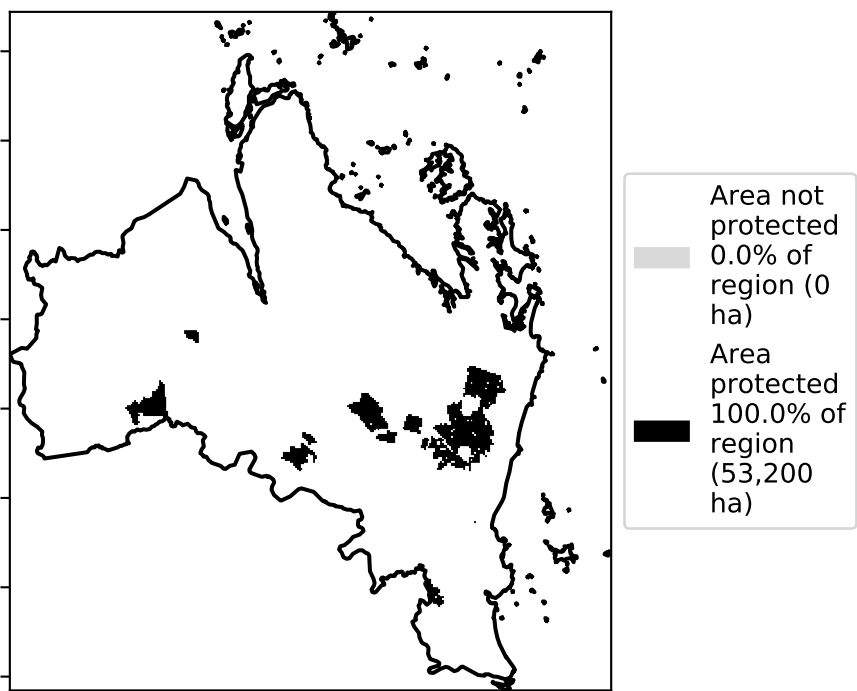 Area not
protected
0.0% of
region (0
ha)
Area
protected
100.0% of
region
(53,200
ha)